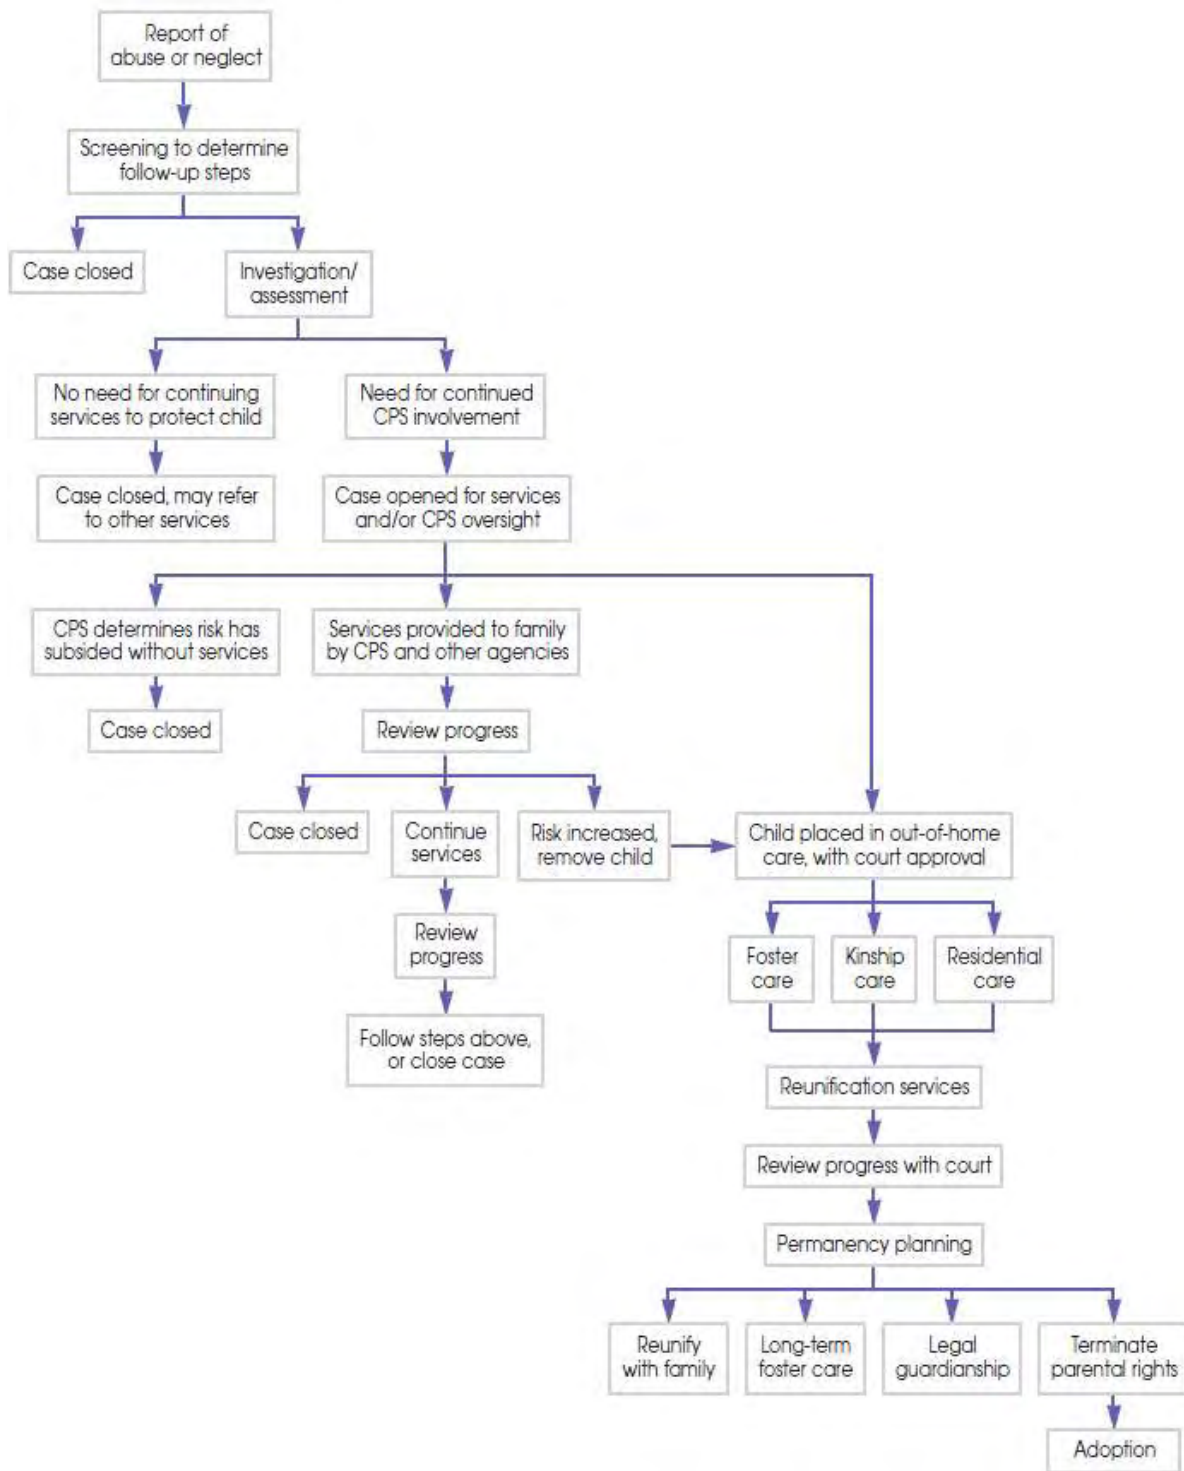 Report of
abuse or neglect
Screening to determine
follow-up steps
Case closed
Investigation/
assessment
No need for continuing
services to protect child
Need for continued
CPS involvement
Case closed, may refer
to other services
Case opened for services
and/or CPS oversight
CPS determines risk has
subsided without services
Services provided to family
by CPS and other agencies
Case closed
Review progress
Case closed
Continue
services
Risk increased,
remove child
Child placed in out-of-home
care, with court approval
Review
progress
Foster
care
Kinship
care
Residential
care
Follow steps above,
or close case
Reunification services
Review progress with court
Permanency planning
Reunify
with family
Long-term
foster care
Legal
guardianship
Terminate
parental rights
Adoption